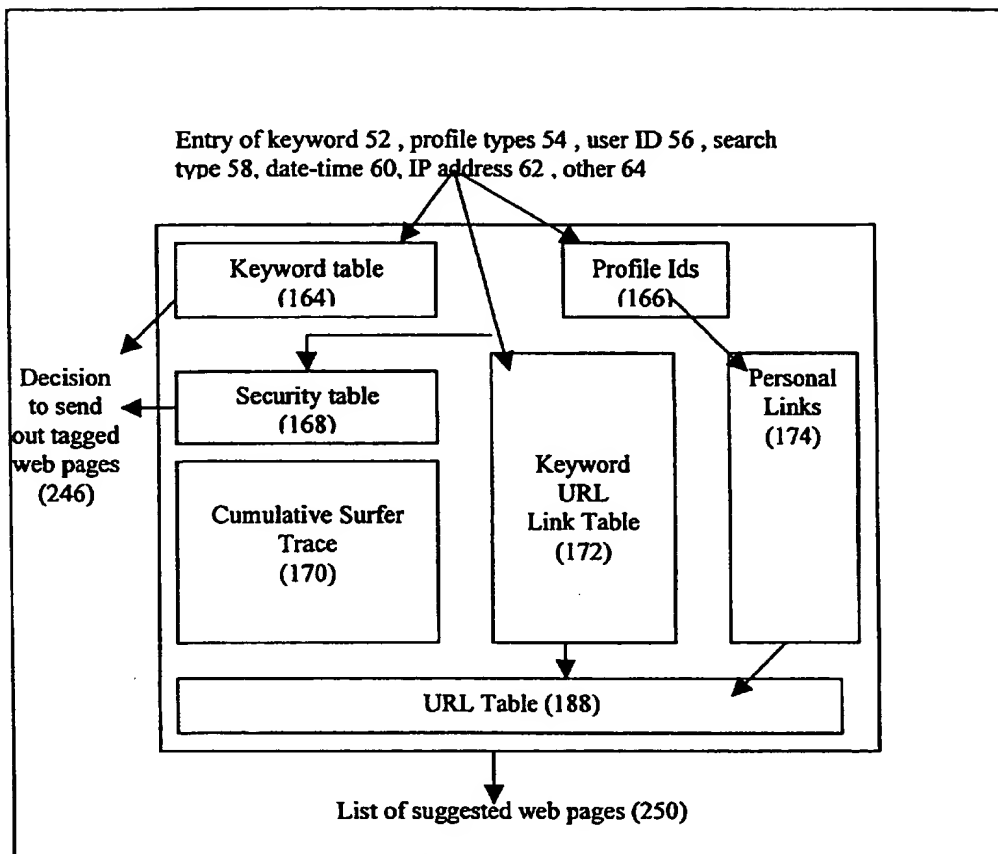 Entry of keyword 52 , profile types 54 , user ID 56 , search
type 58, date-time 60, IP address 62 , other 64
Keyword table
(164)
Profile Ids
(166)
Decision
to send
out tagged
web pages
(246)
Security table
(168)
Cumulative Surfer
Trace
(170)
Keyword
URL
Link Table
(172)
Personal
Links
(174)
URL Table (188)
List of suggested web pages (250)